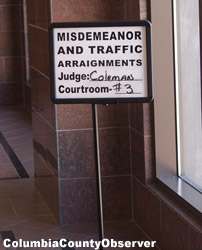 MISDEMEANOR
AND TRAFFIC
ARRAIGNMENTS
Judge: Coleman
Courtroom-#3
ColumbiaCountyObserver